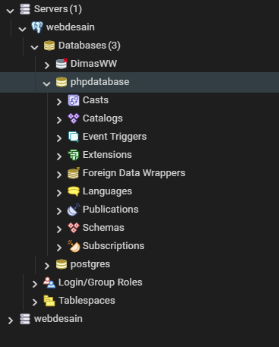 Servers (1)
webdesain
Databases (3)
DimasWW
phpdatabase
Casts
Catalogs
Event Triggers
Extensions
Foreign Data Wrappers
Languages
Publications
Schemas
Subscriptions
postgres
Login/Group Roles
Tablespaces
webdesain